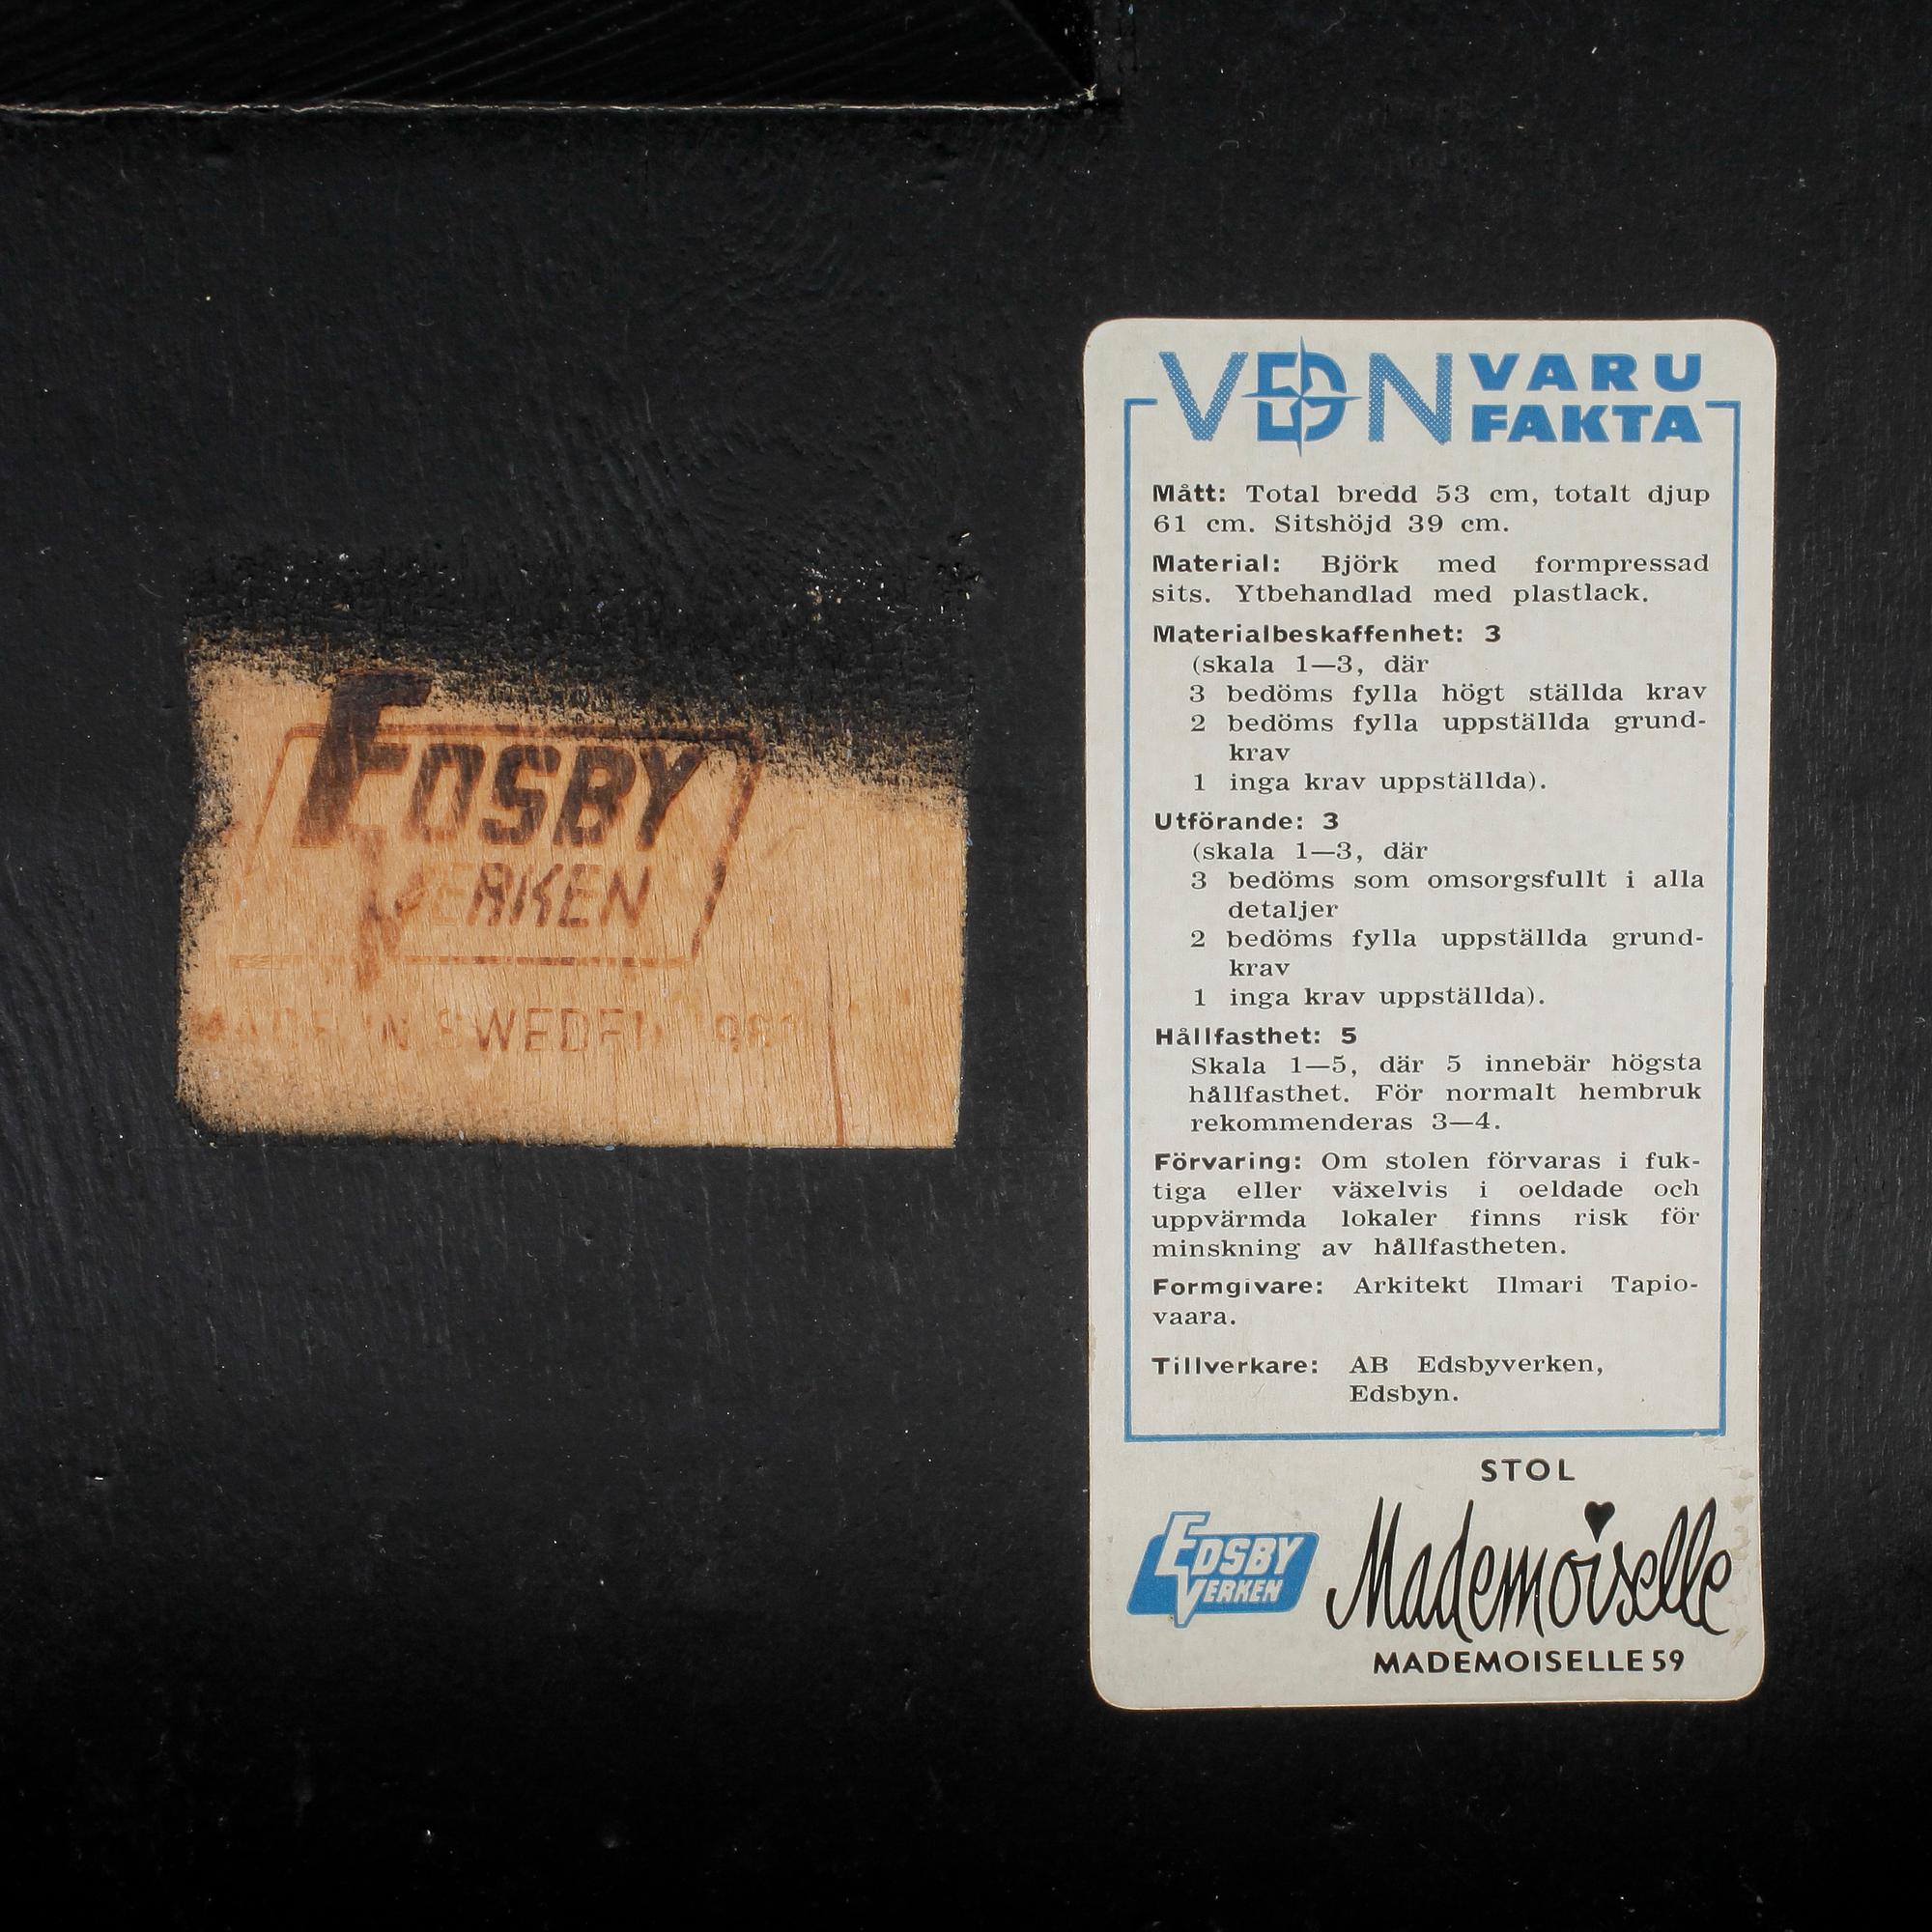 EDSBY
VERKEN
MADE IN SWEDEN
VDN VARU
FAKTA
Mått: Total bredd 53 cm, totalt djup
61 cm. Sitshöjd 39 cm.
Material: Björk med formpressad
sits. Ytbehandlad med plastlack.
Materialbeskaffenhet: 3
(skala 1—3, där
3 bedöms fylla högt ställda krav
2 bedöms fylla uppställda grund-
krav
1 inga krav uppställda).
Utförande: 3
(skala 1—3, där
3 bedöms som omsorgsfullt i alla
detaljer
2 bedöms fylla uppställda grund-
krav
1 inga krav uppställda).
Hållfasthet: 5
Skala 1—5, där 5 innebär högsta
hållfasthet. För normalt hembruk
rekommenderas 3—4.
Förvaring: Om stolen förvaras i fuk-
tiga eller växelvis i oeldade och
uppvärmda lokaler finns risk för
minskning av hållfastheten.
Formgivare: Arkitekt Ilmari Tapio-
vaara.
Tillverkare: AB Edsbyverken,
Edsbyn.
STOL
EDSBY
VERKEN
Mademoiselle
MADEMOISELLE 59